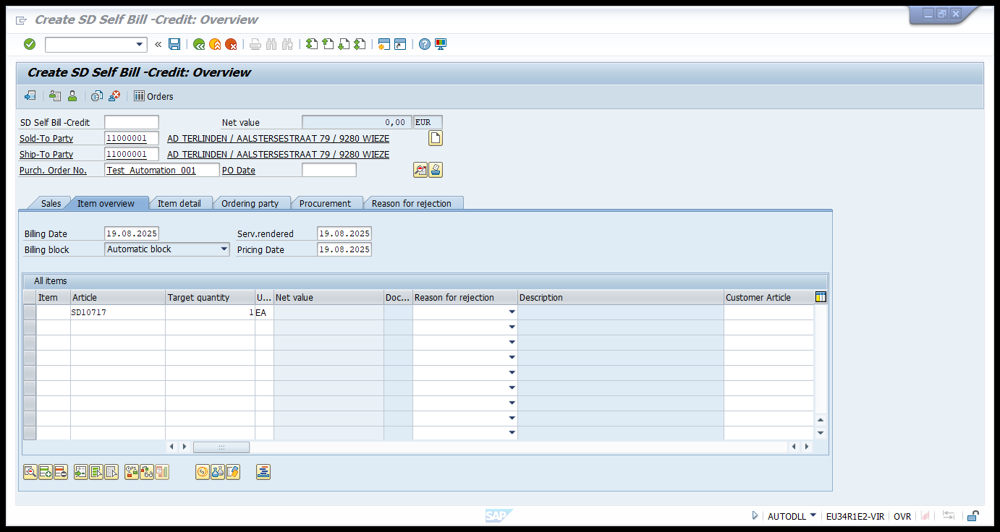 Create SD Self Bill -Credit: Overview
Create SD Self Bill -Credit: Overview
Orders
SD Self Bill -Credit Net value 0,00 EUR
Sold-To Party 11000001 AD TERLINDEN / AALSTERSESTRAAT 79 / 9280 WIEZE
Ship-To Party 11000001 AD TERLINDEN / AALSTERSESTRAAT 79 / 9280 WIEZE
Purch. Order No. Test_Automation_001 PO Date
Sales Item overview Item detail Ordering party Procurement Reason for rejection
Billing Date 19.08.2025 Serv.rendered 19.08.2025
Billing block Automatic block Pricing Date 19.08.2025
All items
Item Article Target quantity U... Net value Doc... Reason for rejection Description Customer Article
SD10717 1 EA
SAP AUTODLL EU34R1E2-VIR OVR